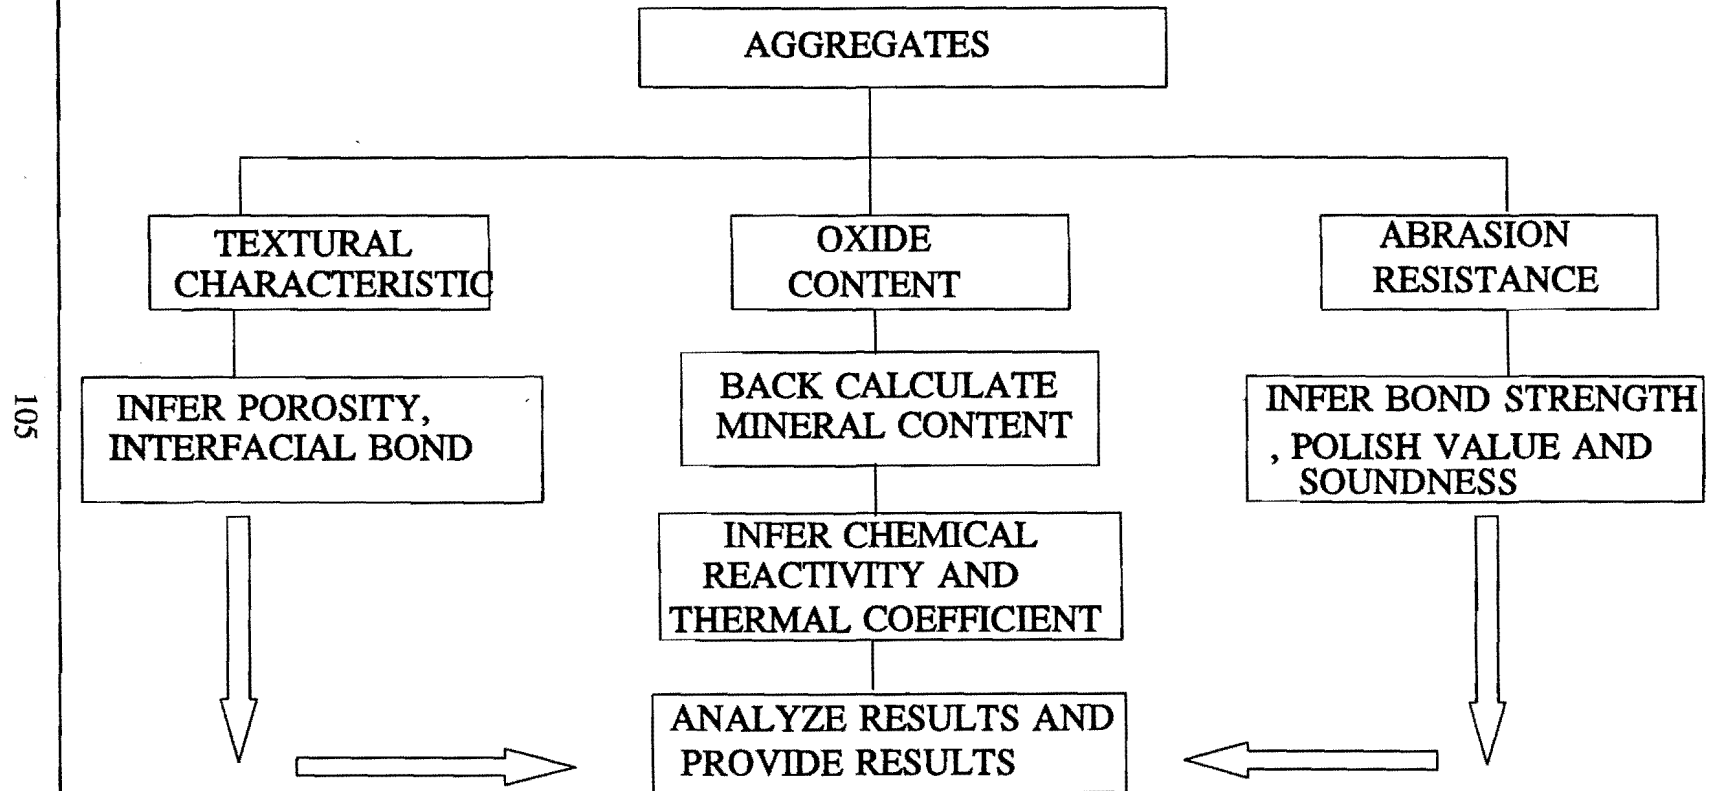 AGGREGATES
TEXTURAL
CHARACTERISTIC
OXIDE
CONTENT
ABRASION
RESISTANCE
INFER POROSITY,
INTERFACIAL BOND
BACK CALCULATE
MINERAL CONTENT
INFER BOND STRENGTH
, POLISH VALUE AND
SOUNDNESS
INFER CHEMICAL
REACTIVITY AND
THERMAL COEFFICIENT
ANALYZE RESULTS AND
PROVIDE RESULTS
105